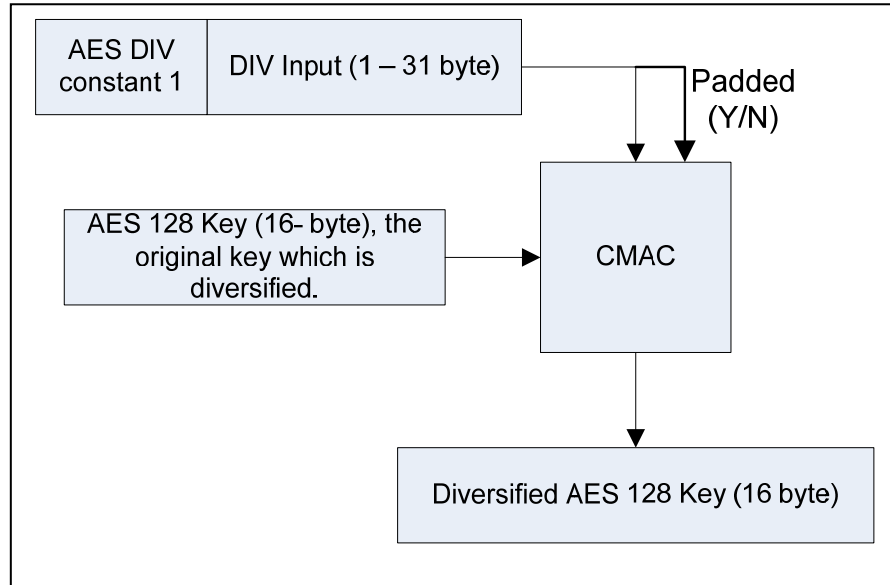 AES DIV
constant 1
DIV Input (1 – 31 byte)
Padded
(Y/N)
AES 128 Key (16- byte), the
original key which is
diversified.
CMAC
Diversified AES 128 Key (16 byte)